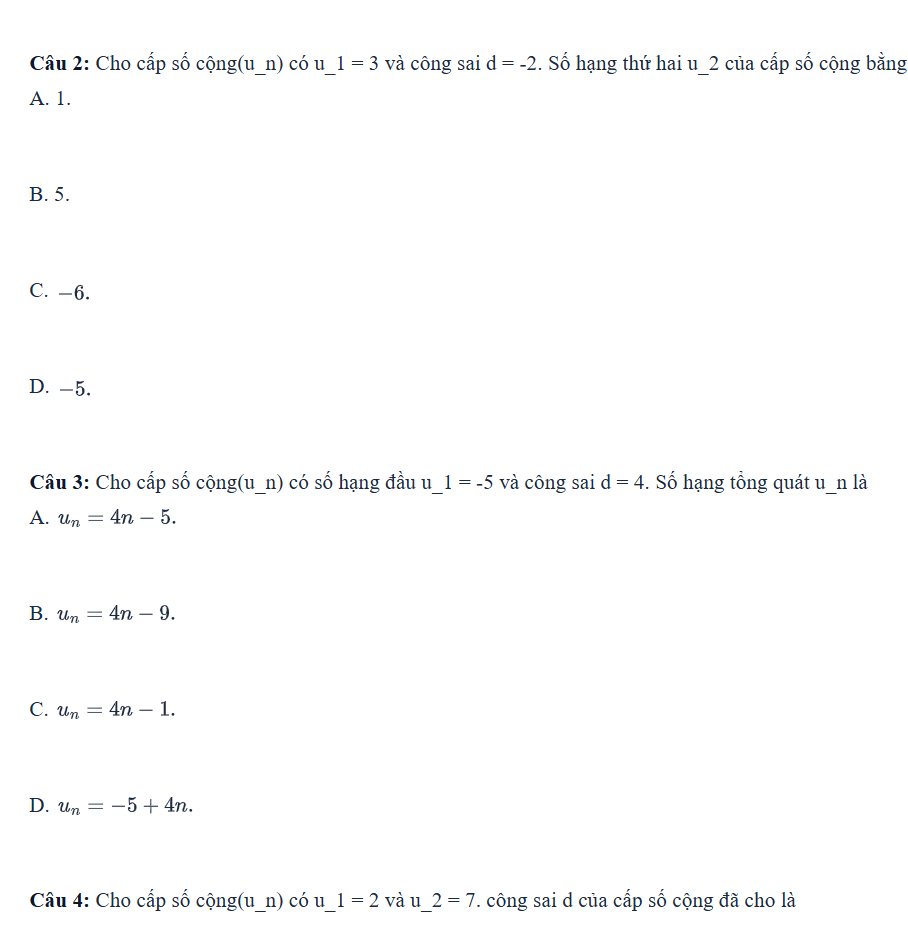 Câu 2: Cho cấp số cộng(u_n) có u_1 = 3 và công sai d = -2. Số hạng thứ hai u_2 của cấp số cộng bằng
A. 1.
B. 5.
C. −6.
D. −5.
Câu 3: Cho cấp số cộng(u_n) có số hạng đầu u_1 = -5 và công sai d = 4. Số hạng tổng quát u_n là
A. uₙ = 4n − 5.
B. uₙ = 4n − 9.
C. uₙ = 4n − 1.
D. uₙ = −5 + 4n.
Câu 4: Cho cấp số cộng(u_n) có u_1 = 2 và u_2 = 7. công sai d của cấp số cộng đã cho là